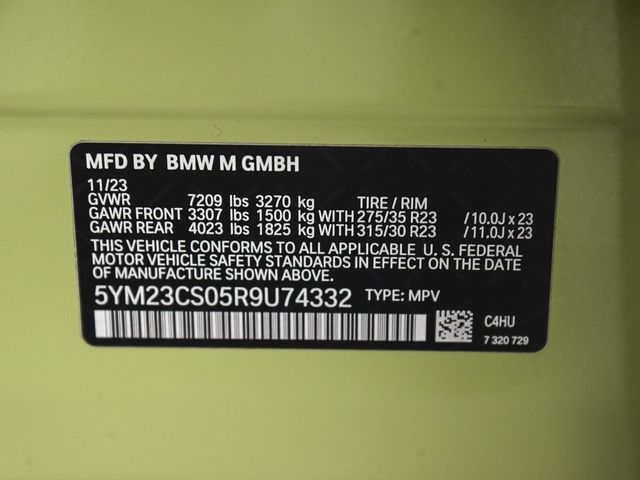 MFD BY BMW M GMBH
11/23
GVWR 7209 lbs 3270 kg TIRE / RIM
GAWR FRONT 3307 lbs 1500 kg WITH 275/35 R23 /10.0J x 23
GAWR REAR 4023 lbs 1825 kg WITH 315/30 R23 /11.0J x 23
THIS VEHICLE CONFORMS TO ALL APPLICABLE U. S. FEDERAL
MOTOR VEHICLE SAFETY STANDARDS IN EFFECT ON THE DATE
OF MANUFACTURE SHOWN ABOVE.
5YM23CS05R9U74332 TYPE: MPV
C4HU
7 320 729